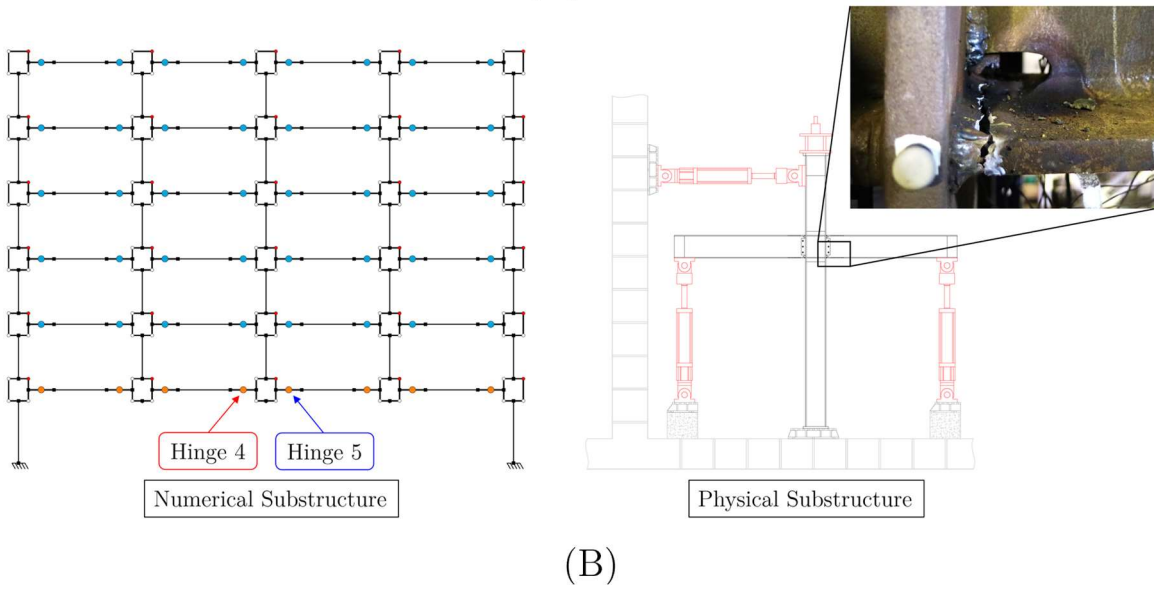 Hinge 4
Hinge 5
Numerical Substructure
Physical Substructure
(B)